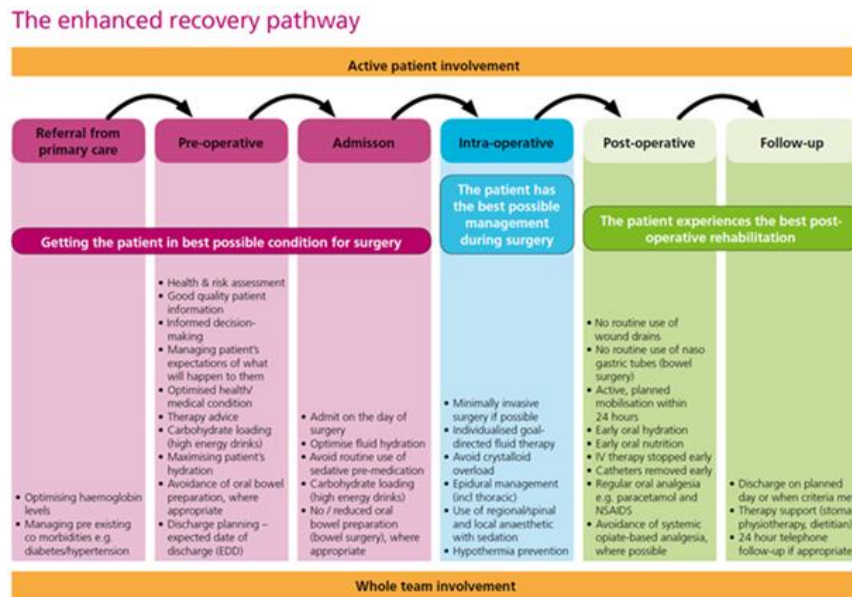 The enhanced recovery pathway
Active patient involvement
Referral from
primary care
Pre-operative
Admisson
Intra-operative
Post-operative
Follow-up
Getting the patient in best possible condition for surgery
The patient has
the best possible
management
during surgery
The patient experiences the best post-
operative rehabilitation
• Optimising haemoglobin
levels
• Managing pre existing
co morbidities e.g.
diabetes/hypertension
• Health & risk assessment
• Good quality patient
information
• Informed decision-
making
• Managing patient's
expectations of what
will happen to them
• Optimised health/
medical condition
• Therapy advice
• Carbohydrate loading
(high energy drinks)
• Maximising patient's
hydration
• Avoidance of oral bowel
preparation, where
appropriate
• Discharge planning –
expected date of
discharge (EDD)
• Admit on the day of
surgery
• Optimise fluid hydration
• Avoid routine use of
sedative pre-medication
• Carbohydrate loading
(high energy drinks)
• No / reduced oral
bowel preparation
(bowel surgery), where
appropriate
• Minimally invasive
surgery if possible
• Individualised goal-
directed fluid therapy
• Avoid crystalloid
overload
• Epidural management
(incl thoracic)
• Use of regional/spinal
and local anaesthetic
with sedation
• Hypothermia prevention
• No routine use of
wound drains
• No routine use of naso
gastric tubes (bowel
surgery)
• Active, planned
mobilisation within
24 hours
• Early oral hydration
• Early oral nutrition
• IV therapy stopped early
• Catheters removed early
• Regular oral analgesia
e.g. paracetamol and
NSAIDS
• Avoidance of systemic
opiate-based analgesia,
where possible
• Discharge on planned
day or when criteria me
• Therapy support (stoma
physiotherapy, dietitian)
• 24 hour telephone
follow-up if appropriate
Whole team involvement